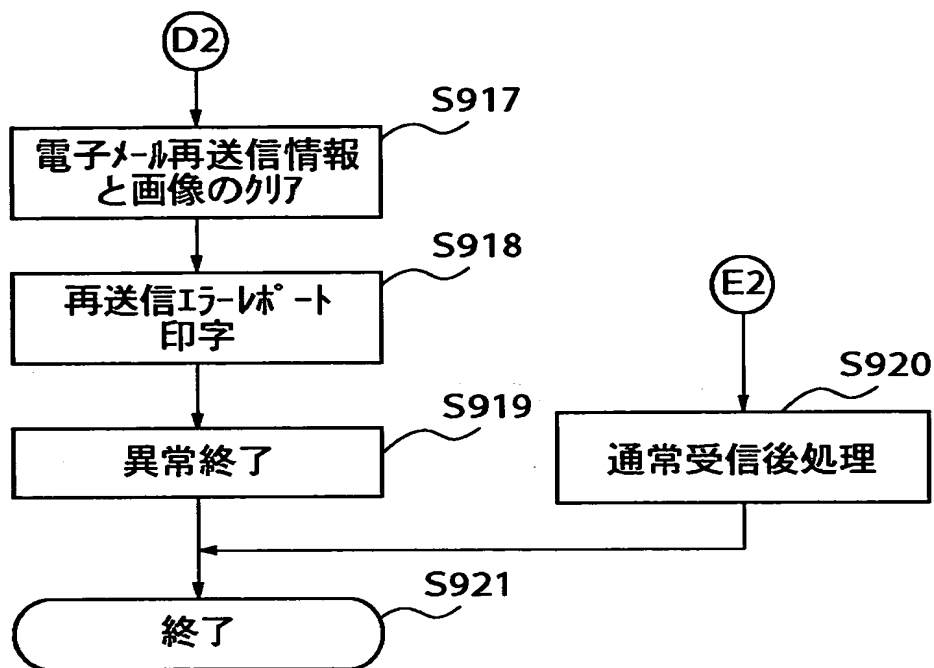 D2
S917
電子ﾒｰﾙ再送信情報
と画像のｸﾘｱ
S918
再送信ｴﾗｰﾚﾎﾟｰﾄ
印字
S919
異常終了
E2
S920
通常受信後処理
S921
終了